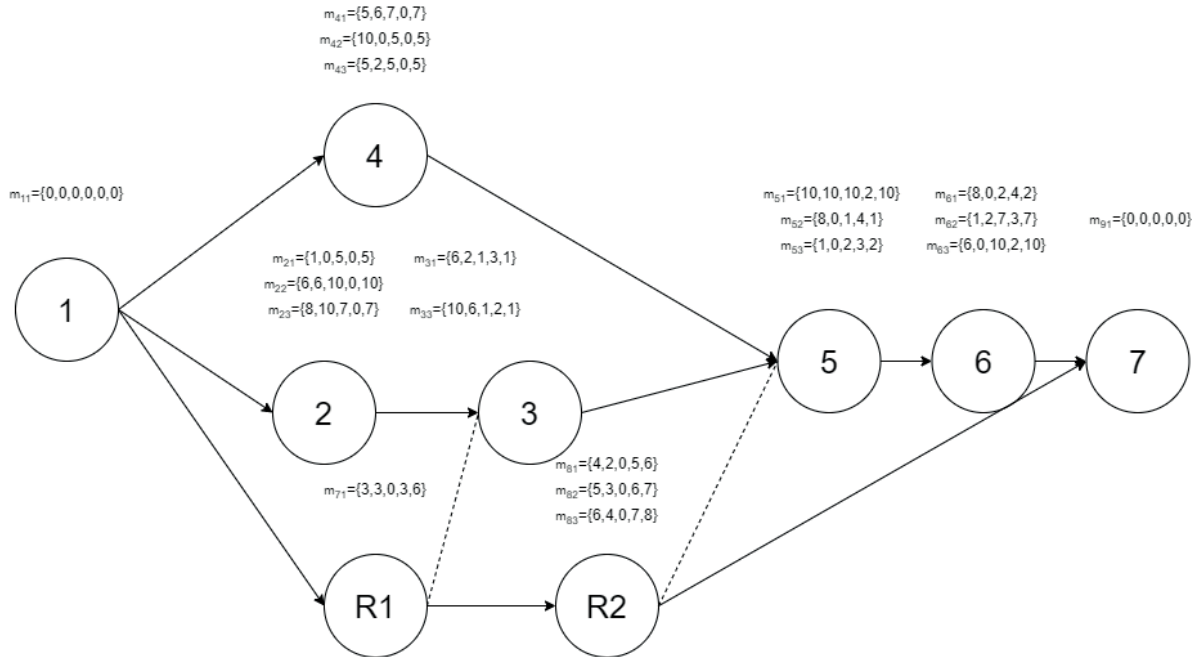 m41={5,6,7,0,7}
m42={10,0,5,0,5}
m43={5,2,5,0,5}
4
m11={0,0,0,0,0,0}
m51={10,10,10,2,10}
m52={8,0,1,4,1}
m53={1,0,2,3,2}
m61={8,0,2,4,2}
m62={1,2,7,3,7}
m63={6,0,10,2,10}
m91={0,0,0,0,0}
m21={1,0,5,0,5}
m22={6,6,10,0,10}
m23={8,10,7,0,7}
m31={6,2,1,3,1}
m33={10,6,1,2,1}
1
5
6
7
2
3
m71={3,3,0,3,6}
m81={4,2,0,5,6}
m82={5,3,0,6,7}
m83={6,4,0,7,8}
R1
R2